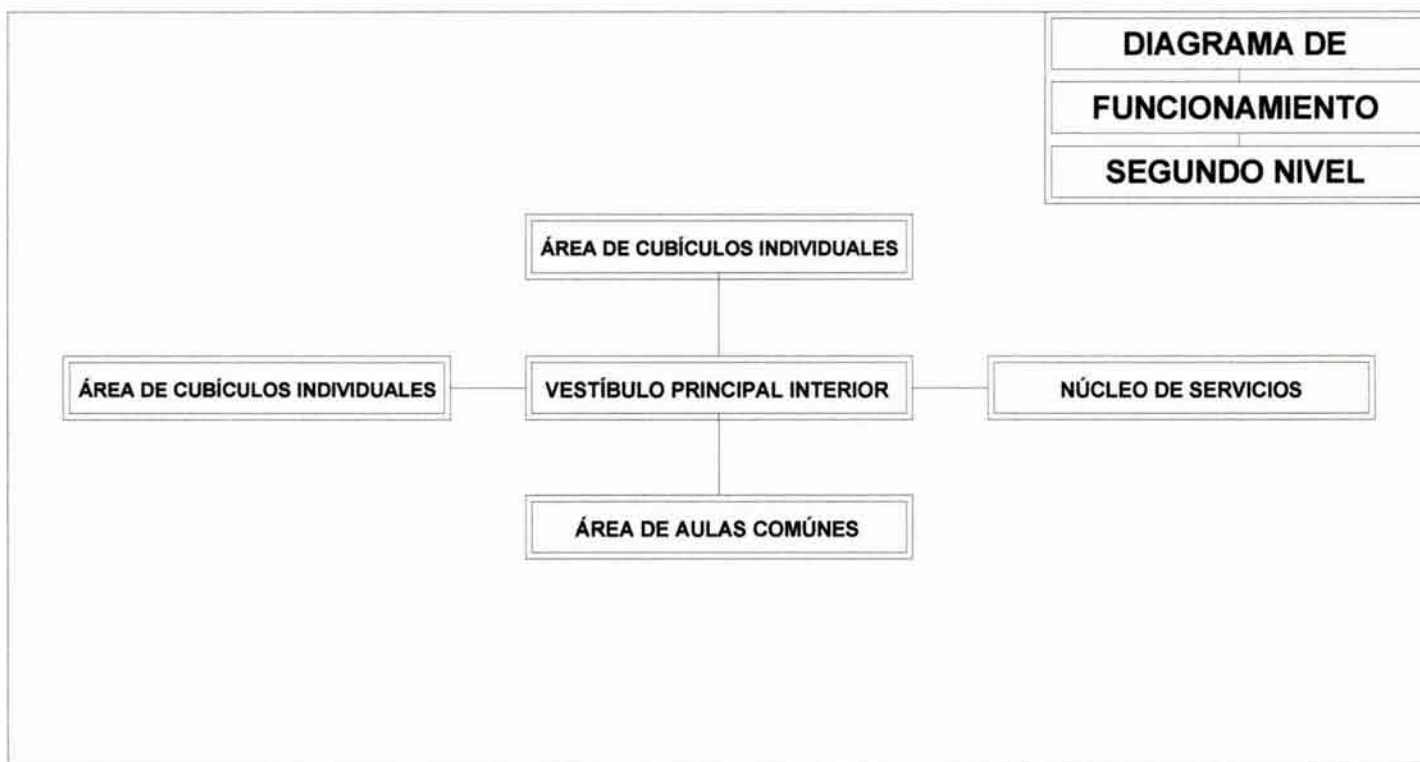 DIAGRAMA DE
FUNCIONAMIENTO
SEGUNDO NIVEL
ÁREA DE CUBÍCULOS INDIVIDUALES
ÁREA DE CUBÍCULOS INDIVIDUALES
VESTÍBULO PRINCIPAL INTERIOR
NÚCLEO DE SERVICIOS
ÁREA DE AULAS COMÚNES